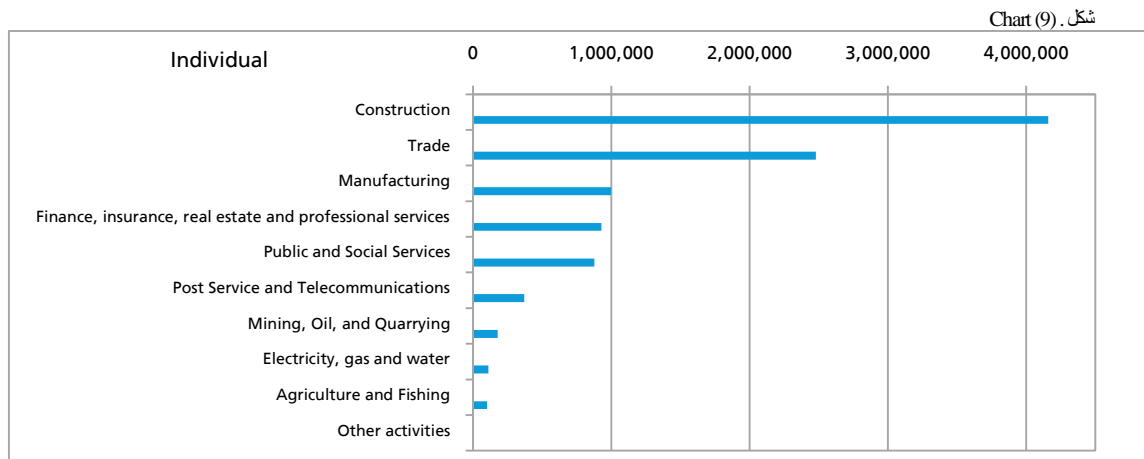 شكل. Chart (9)
Individual
0 1,000,000 2,000,000 3,000,000 4,000,000
Construction
Trade
Manufacturing
Finance, insurance, real estate and professional services
Public and Social Services
Post Service and Telecommunications
Mining, Oil, and Quarrying
Electricity, gas and water
Agriculture and Fishing
Other activities